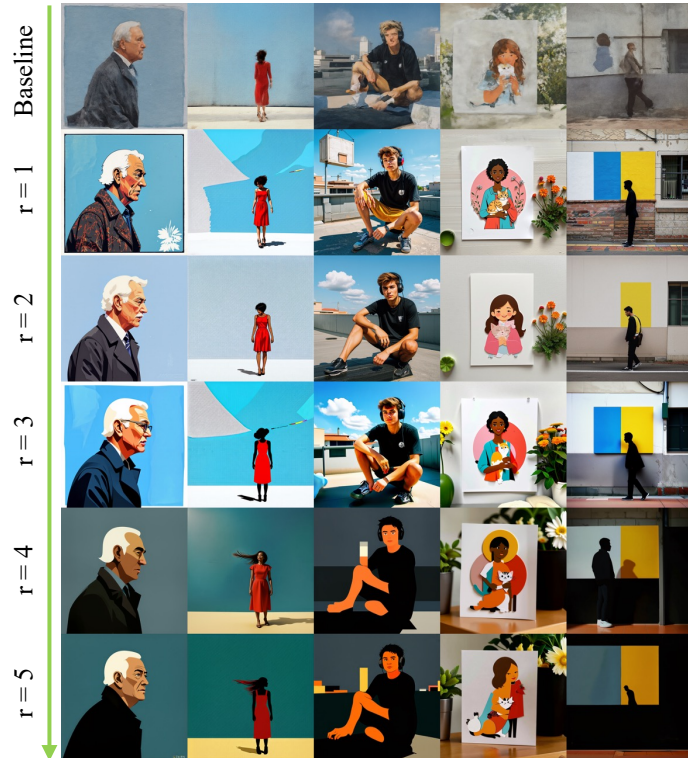 Baseline
r = 1
r = 2
r = 3
r = 4
r = 5